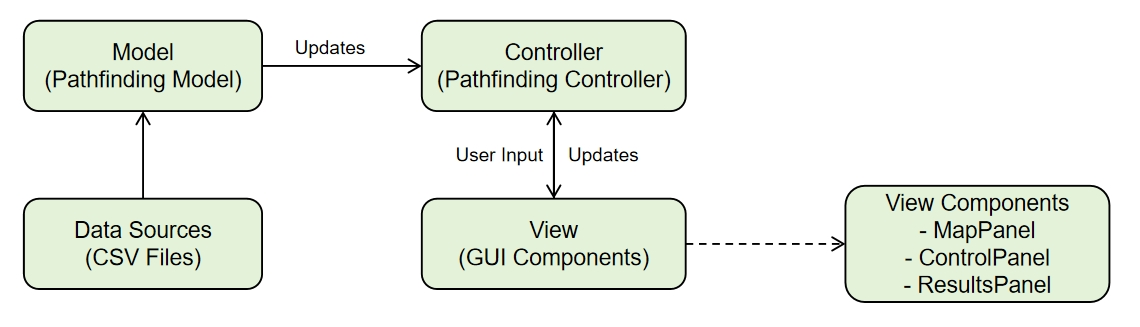 Model
(Pathfinding Model)
Updates
Controller
(Pathfinding Controller)
User Input
Updates
Data Sources
(CSV Files)
View
(GUI Components)
View Components
- MapPanel
- ControlPanel
- ResultsPanel